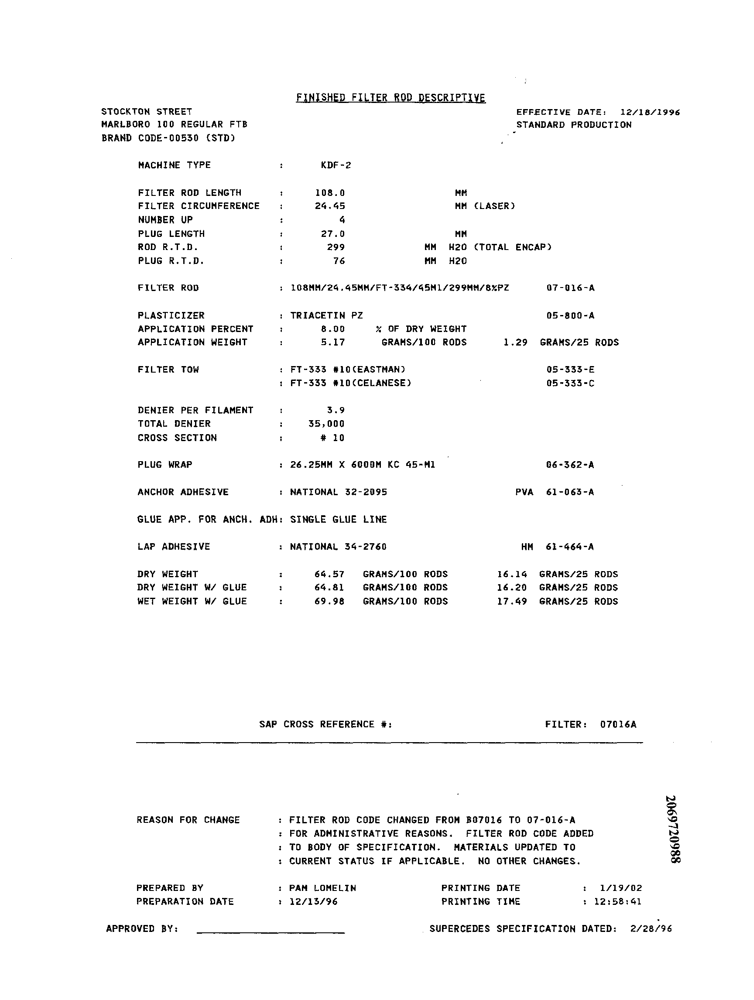 FINISHED FILTER ROD DESCRIPTIVE
STOCKTON STREET EFFECTIVE DATE: 12/18/1996
MARLBORO 100 REGULAR FTB STANDARD PRODUCTION
BRAND CODE-00530 (STD)
MACHINE TYPE : KDF-2
FILTER ROD LENGTH : 108.0 MM
FILTER CIRCUMFERENCE : 24.45 MM (LASER)
NUMBER UP : 4
PLUG LENGTH : 27.0 MM
ROD R.T.D. : 299 MM H2O (TOTAL ENCAP)
PLUG R.T.D. : 76 MM H2O
FILTER ROD : 108MM/24.45MM/FT-334/45M1/299MM/8%PZ 07-016-A
PLASTICIZER : TRIACETIN PZ 05-800-A
APPLICATION PERCENT : 8.00 % OF DRY WEIGHT
APPLICATION WEIGHT : 5.17 GRAMS/100 RODS 1.29 GRAMS/25 RODS
FILTER TOW : FT-333 #10(EASTMAN) 05-333-E
: FT-333 #10(CELANESE) 05-333-C
DENIER PER FILAMENT : 3.9
TOTAL DENIER : 35,000
CROSS SECTION : # 10
PLUG WRAP : 26.25MM X 6000M KC 45-M1 06-362-A
ANCHOR ADHESIVE : NATIONAL 32-2095 PVA 61-063-A
GLUE APP. FOR ANCH. ADH: SINGLE GLUE LINE
LAP ADHESIVE : NATIONAL 34-2760 HM 61-464-A
DRY WEIGHT : 64.57 GRAMS/100 RODS 16.14 GRAMS/25 RODS
DRY WEIGHT W/ GLUE : 64.81 GRAMS/100 RODS 16.20 GRAMS/25 RODS
WET WEIGHT W/ GLUE : 69.98 GRAMS/100 RODS 17.49 GRAMS/25 RODS
SAP CROSS REFERENCE #: FILTER: 07016A
REASON FOR CHANGE : FILTER ROD CODE CHANGED FROM B07016 TO 07-016-A
: FOR ADMINISTRATIVE REASONS. FILTER ROD CODE ADDED
: TO BODY OF SPECIFICATION. MATERIALS UPDATED TO
: CURRENT STATUS IF APPLICABLE. NO OTHER CHANGES.
PREPARED BY : PAM LOMELIN PRINTING DATE : 1/19/02
PREPARATION DATE : 12/13/96 PRINTING TIME : 12:58:41
APPROVED BY: SUPERCEDES SPECIFICATION DATED: 2/28/96
2069720988